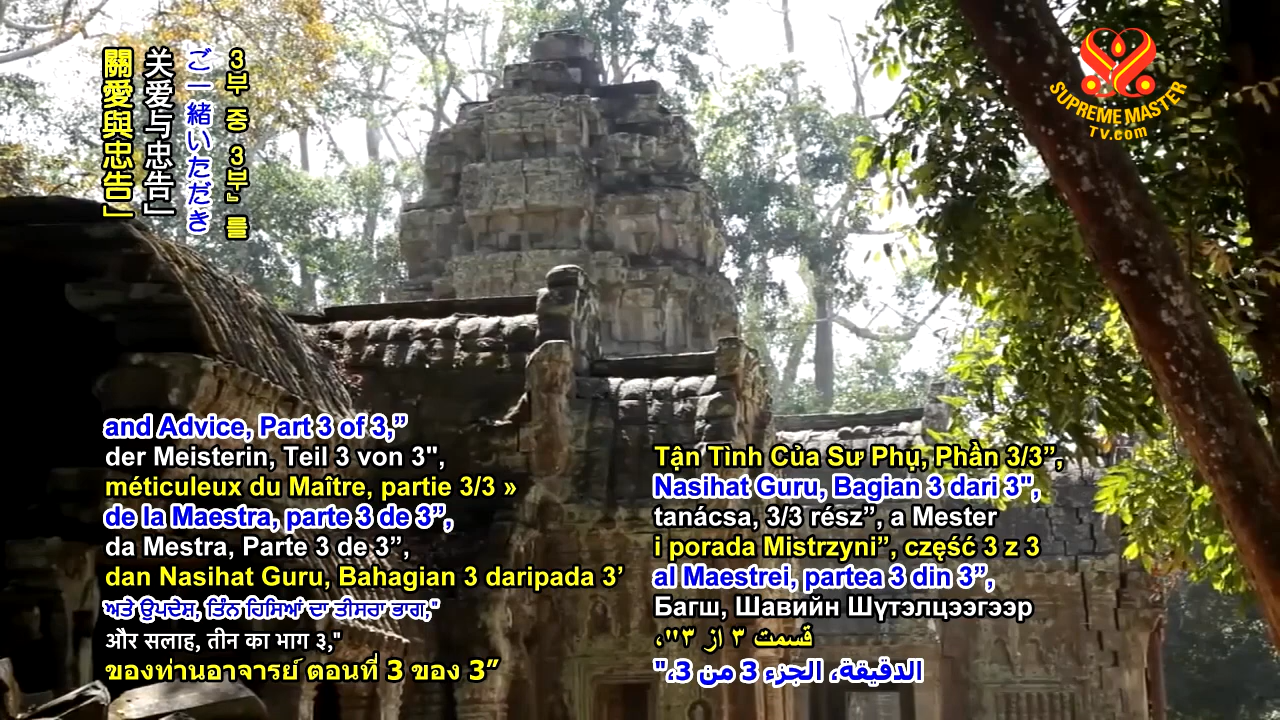 關愛與忠告」
关爱与忠告」
ご一緒いただき
3부 중 3부』를
SUPREME MASTER
TV.com
and Advice, Part 3 of 3,”
der Meisterin, Teil 3 von 3",
méticuleux du Maître, partie 3/3 »
de la Maestra, parte 3 de 3”,
da Mestra, Parte 3 de 3”,
dan Nasihat Guru, Bahagian 3 daripada 3’
ਅਤੇ ਉਪਦੇਸ਼, ਤਿੰਨ ਹਿਸਿਆਂ ਦਾ ਤੀਸਰਾ ਭਾਗ,"
और सलाह, तीन का भाग ३,"
ของท่านอาจารย์ ตอนที่ 3 ของ 3”
Tận Tình Của Sư Phụ, Phần 3/3”,
Nasihat Guru, Bagian 3 dari 3",
tanácsa, 3/3 rész”, a Mester
i porada Mistrzyni”, część 3 z 3
al Maestrei, partea 3 din 3”,
Багш, Шавийн Шүтэлцээгээр
قسمت ۳ از ۳"،
الدقيقة، الجزء 3 من 3،"